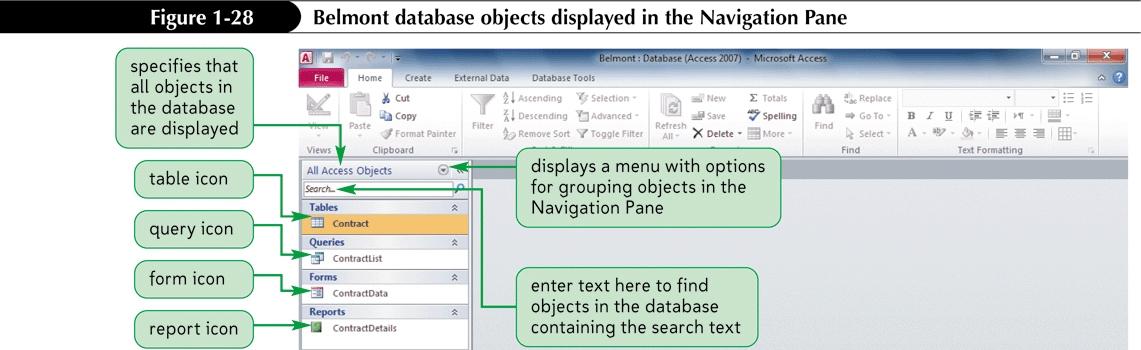 Figure 1-28 Belmont database objects displayed in the Navigation Pane
specifies that
all objects in
the database
are displayed
table icon
query icon
form icon
report icon
A
Belmont : Database (Access 2007) - Microsoft Access
File Home Create External Data Database Tools
View
Views
Paste
Cut
Copy
Format Painter
Clipboard
Filter
Ascending
Descending
Remove Sort
Selection
Advanced
Toggle Filter
Refresh
All
New
Save
Delete
Totals
Spelling
More
Find
Replace
Go To
Select
Find
B I U
A
Text Formatting
All Access Objects
Search...
Tables
Contract
Queries
ContractList
Forms
ContractData
Reports
ContractDetails
displays a menu with options
for grouping objects in the
Navigation Pane
enter text here to find
objects in the database
containing the search text